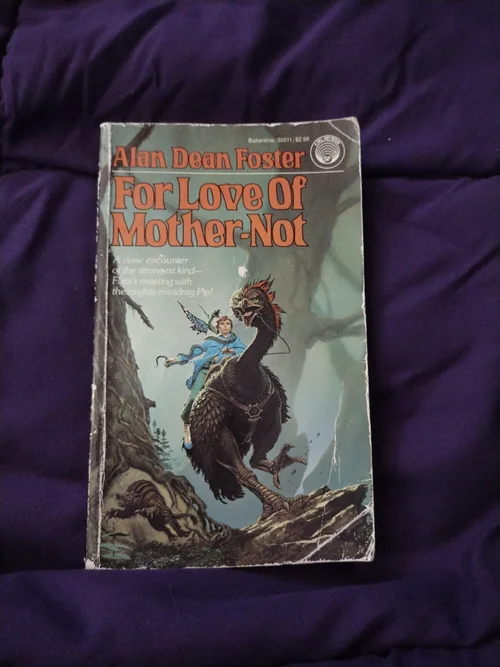 Ballantine / 30511 / $2.95
Alan Dean Foster
For Love Of
Mother-Not
A close encounter
of the strangest kind—
Flinx's meeting with
the mighty minidrag Pip!